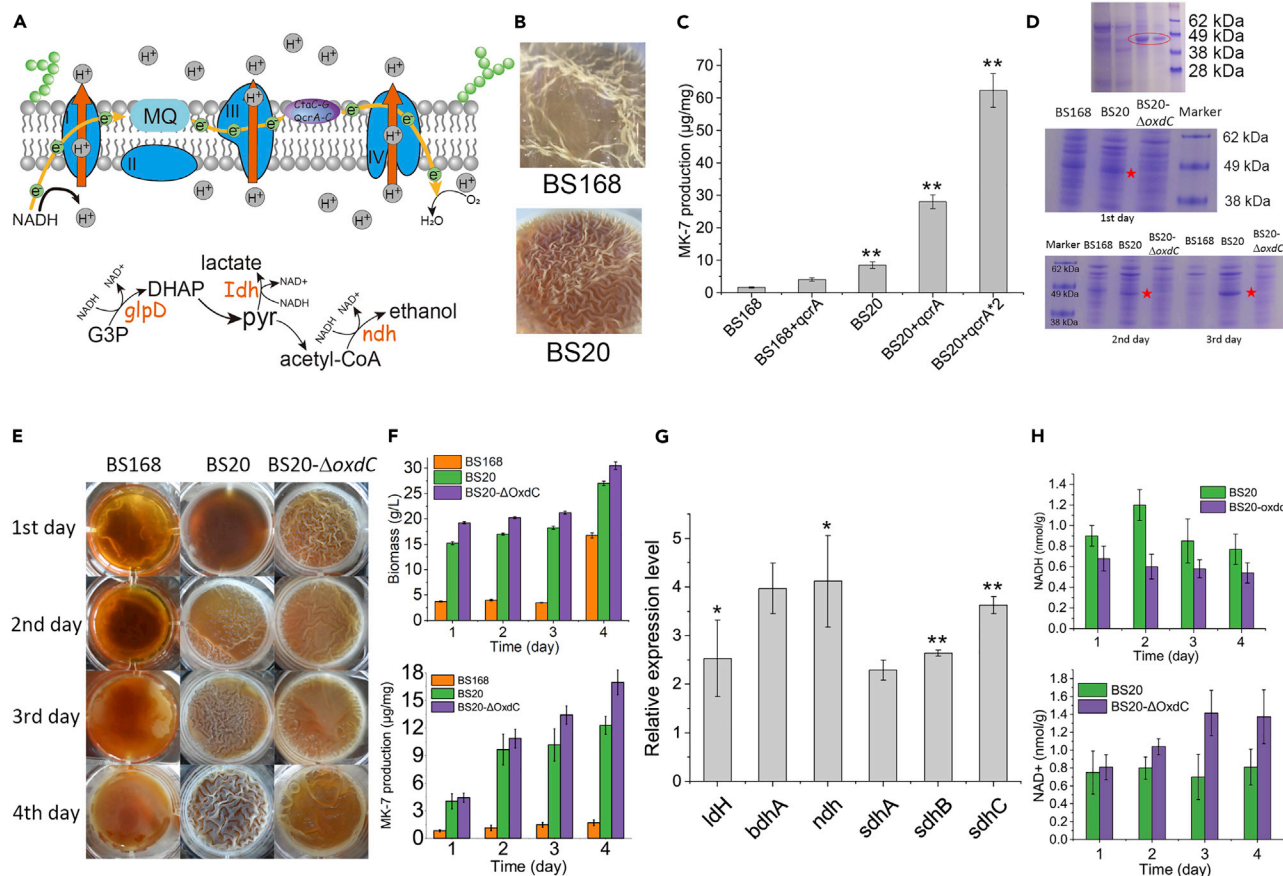 A
H⁺ H⁺ H⁺ H⁺ H⁺ H⁺
H⁺ H⁺ H⁺
I MQ III CtaC-G
QcrA-C
e⁻ e⁻ e⁻ e⁻ e⁻ e⁻
H⁺ II H⁺ IV H⁺
e⁻ e⁻
NADH H⁺ H⁺ H⁺ H⁺ H⁺ O₂
H₂O
lactate
NADH NAD+ DHAP ldh NAD+
NADH
glpD
G3P pyr NADH NAD+ ethanol
ndh
acetyl-CoA
B
BS168
BS20
C
MK-7 production (µg/mg)
70
60
50
40
30
20
10
0
** ** ** 
BS168 BS168+qcrA BS20 BS20+qcrA BS20+qcrA*2
D
62 kDa
49 kDa
38 kDa
28 kDa
BS168 BS20 BS20-
ΔoxdC Marker
62 kDa
49 kDa
38 kDa
1st day
Marker BS168 BS20 BS20-
ΔoxdC BS168 BS20 BS20-
ΔoxdC
62 kDa
49 kDa
38 kDa
2nd day 3rd day
E
BS168 BS20 BS20-ΔoxdC
1st day
2nd day
3rd day
4th day
F
BS168
BS20
BS20-ΔOxdC
Biomass (g/L)
30
25
20
15
10
5
0
1 2 3 4
Time (day)
BS168
BS20
BS20-ΔOxdC
MK-7 production (µg/mg)
18
15
12
9
6
3
0
1 2 3 4
Time (day)
G
Relative expression level
5
4
3
2
1
0
* * ** **
ldH bdhA ndh sdhA sdhB sdhC
H
BS20
BS20-oxdc
NADH (nmol/g)
1.4
1.2
1.0
0.8
0.6
0.4
0.2
0.0
1 2 3 4
Time (day)
BS20
BS20-ΔOxdC
NAD+ (nmol/g)
2.0
1.8
1.6
1.4
1.2
1.0
0.8
0.6
0.4
0.2
0.0
1 2 3 4
Time (day)